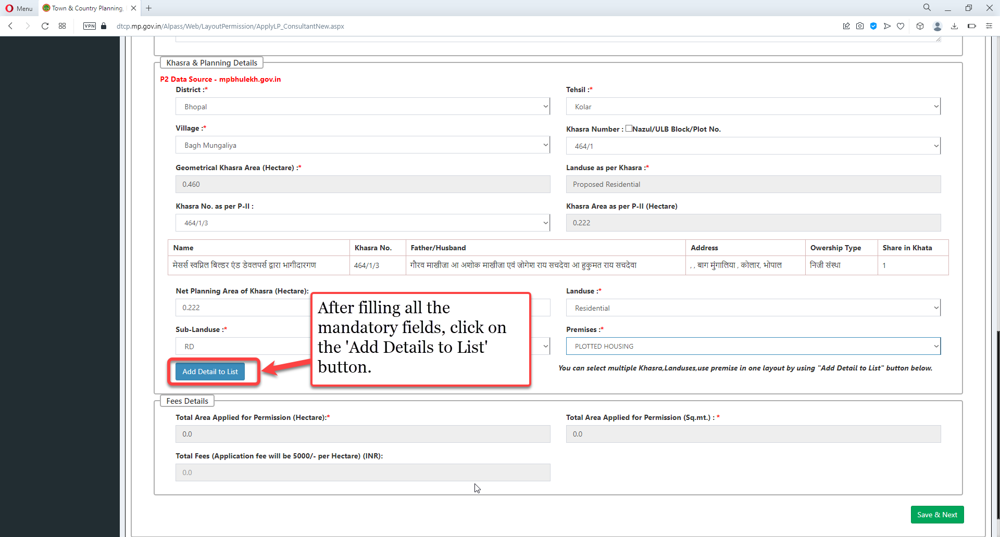 Menu
Town & Country Planning,
VPN
dtcp.mp.gov.in/Alpass/Web/LayoutPermission/ApplyLP_ConsultantNew.aspx
Khasra & Planning Details
P2 Data Source - mpbhulekh.gov.in
District :* Tehsil :*
Bhopal Kolar
Village :* Khasra Number : Nazul/ULB Block/Plot No.
Bagh Mungaliya 464/1
Geometrical Khasra Area (Hectare) :* Landuse as per Khasra :*
0.460 Proposed Residential
Khasra No. as per P-II : Khasra Area as per P-II (Hectare)
464/1/3 0.222
Name Khasra No. Father/Husband Address Owership Type Share in Khata
मेसर्स स्वप्निल बिल्डर एंड डेवलपर्स द्वारा भागीदारगण 464/1/3 गौरव माखीजा आ अशोक माखीजा एवं जोगेश राय सचदेवा आ हुकुमत राय सचदेवा , , बाग मुंगालिया , कोलार, भोपाल निजी संस्था 1
Net Planning Area of Khasra (Hectare): Landuse :*
0.222 Residential
Sub-Landuse :* Premises :*
RD PLOTTED HOUSING
After filling all the
mandatory fields, click on
the 'Add Details to List'
button.
Add Detail to List
You can select multiple Khasra,Landuses,use premise in one layout by using "Add Detail to List" button below.
Fees Details
Total Area Applied for Permission (Hectare):* Total Area Applied for Permission (Sq.mt.) : *
0.0 0.0
Total Fees (Application fee will be 5000/- per Hectare) (INR):
0.0
Save & Next